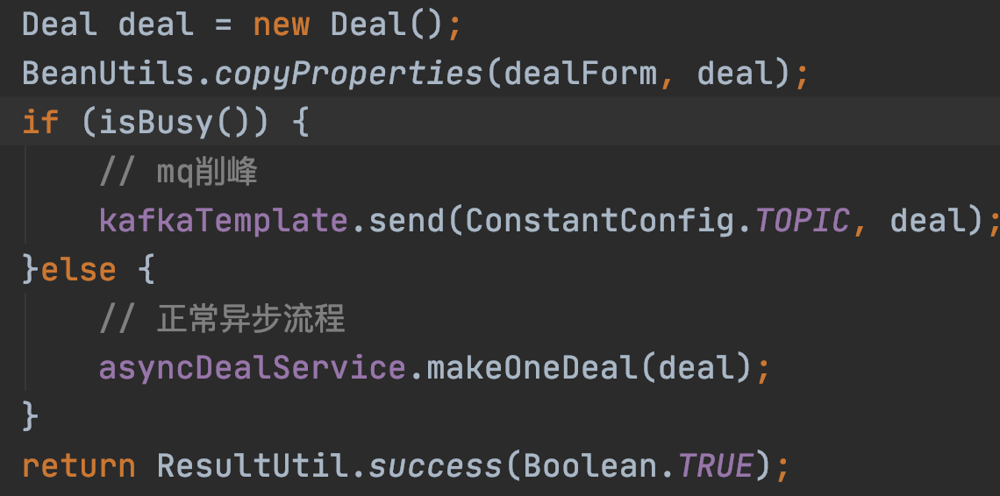 Deal deal = new Deal();
BeanUtils.copyProperties(dealForm, deal);
if (isBusy()) {
// mq削峰
kafkaTemplate.send(ConstantConfig.TOPIC, deal);
}else {
// 正常异步流程
asyncDealService.makeOneDeal(deal);
}
return ResultUtil.success(Boolean.TRUE);